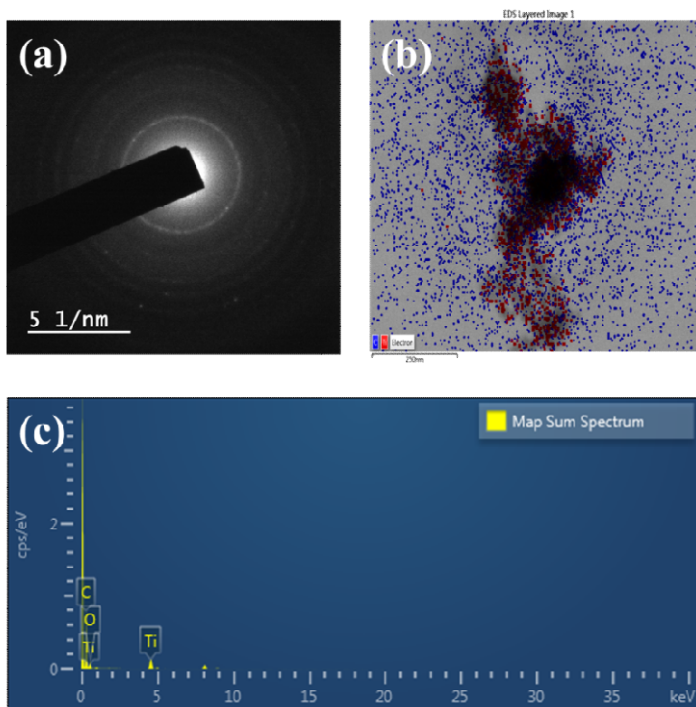 (a)
5 1/nm
EDS Layered Image 1
(b)
C Ti Electron
250nm
(c)
Map Sum Spectrum
cps/eV
2
0
C
O
Ti
Ti
0 5 10 15 20 25 30 35 keV